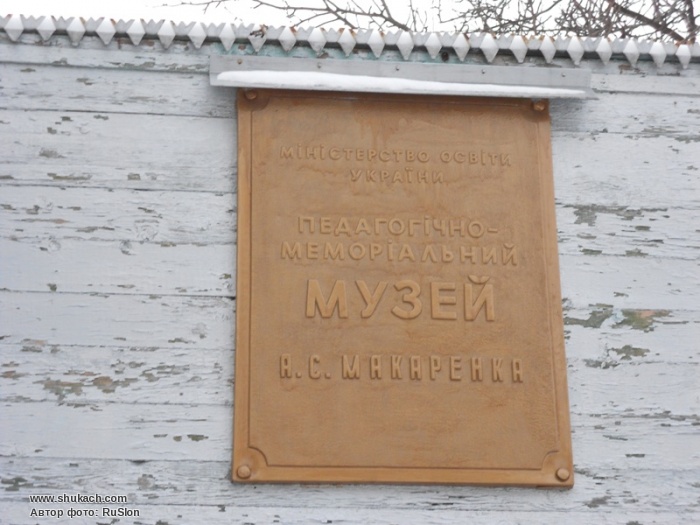 МІНІСТЕРСТВО ОСВІТИ
УКРАЇНИ
ПЕДАГОГІЧНО-
МЕМОРІАЛЬНИЙ
МУЗЕЙ
А.С. МАКАРЕНКА
www.shukach.com
Автор фото: RuSlon